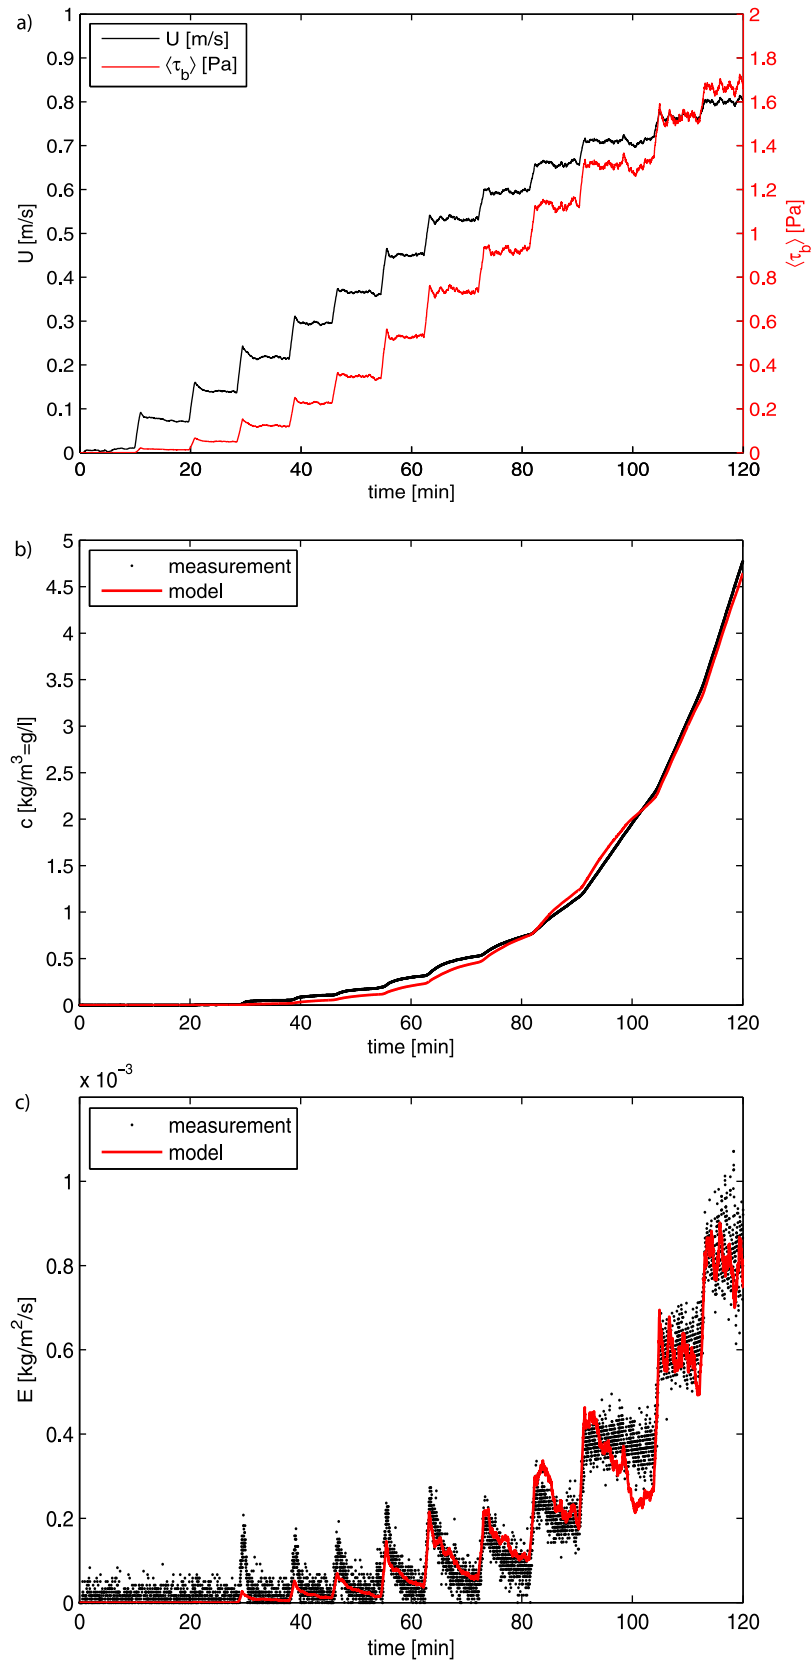 a)
U [m/s]
⟨τb⟩ [Pa]
1
0.9
0.8
0.7
0.6
0.5
0.4
0.3
0.2
0.1
0
U [m/s]
2
1.8
1.6
1.4
1.2
1
0.8
0.6
0.4
0.2
0
⟨τb⟩ [Pa]
0 20 40 60 80 100 120
time [min]
b)
measurement
model
5
4.5
4
3.5
3
2.5
2
1.5
1
0.5
0
c [kg/m³=g/l]
0 20 40 60 80 100 120
time [min]
c)
x 10⁻³
measurement
model
1
0.8
0.6
0.4
0.2
0
E [kg/m²/s]
0 20 40 60 80 100 120
time [min]